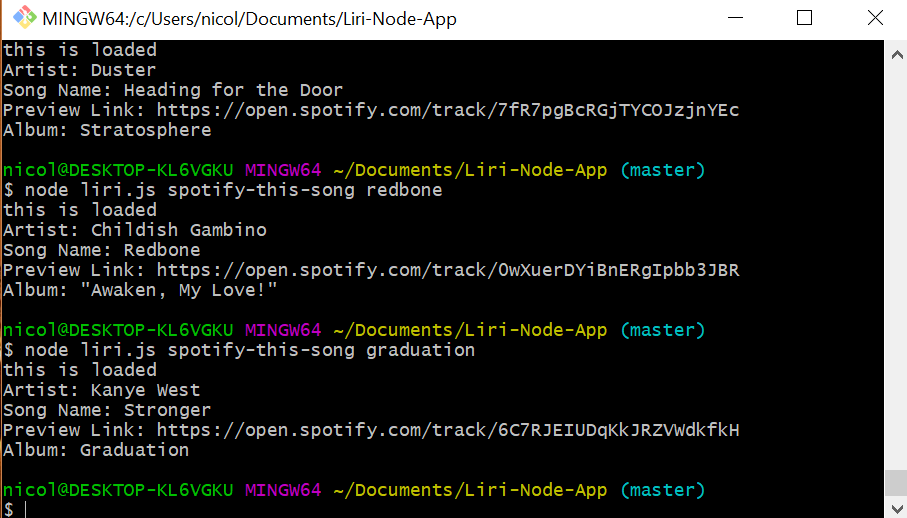 MINGW64:/c/Users/nicol/Documents/Liri-Node-App
this is loaded
Artist: Duster
Song Name: Heading for the Door
Preview Link: https://open.spotify.com/track/7fR7pgBcRGjTYCOJzjnYEc
Album: Stratosphere
nicol@DESKTOP-KL6VGKU MINGW64 ~/Documents/Liri-Node-App (master)
$ node liri.js spotify-this-song redbone
this is loaded
Artist: Childish Gambino
Song Name: Redbone
Preview Link: https://open.spotify.com/track/0wXuerDYiBnERgIpbb3JBR
Album: "Awaken, My Love!"
nicol@DESKTOP-KL6VGKU MINGW64 ~/Documents/Liri-Node-App (master)
$ node liri.js spotify-this-song graduation
this is loaded
Artist: Kanye West
Song Name: Stronger
Preview Link: https://open.spotify.com/track/6C7RJEIUDqKkJRZVWdkfkH
Album: Graduation
nicol@DESKTOP-KL6VGKU MINGW64 ~/Documents/Liri-Node-App (master)
$